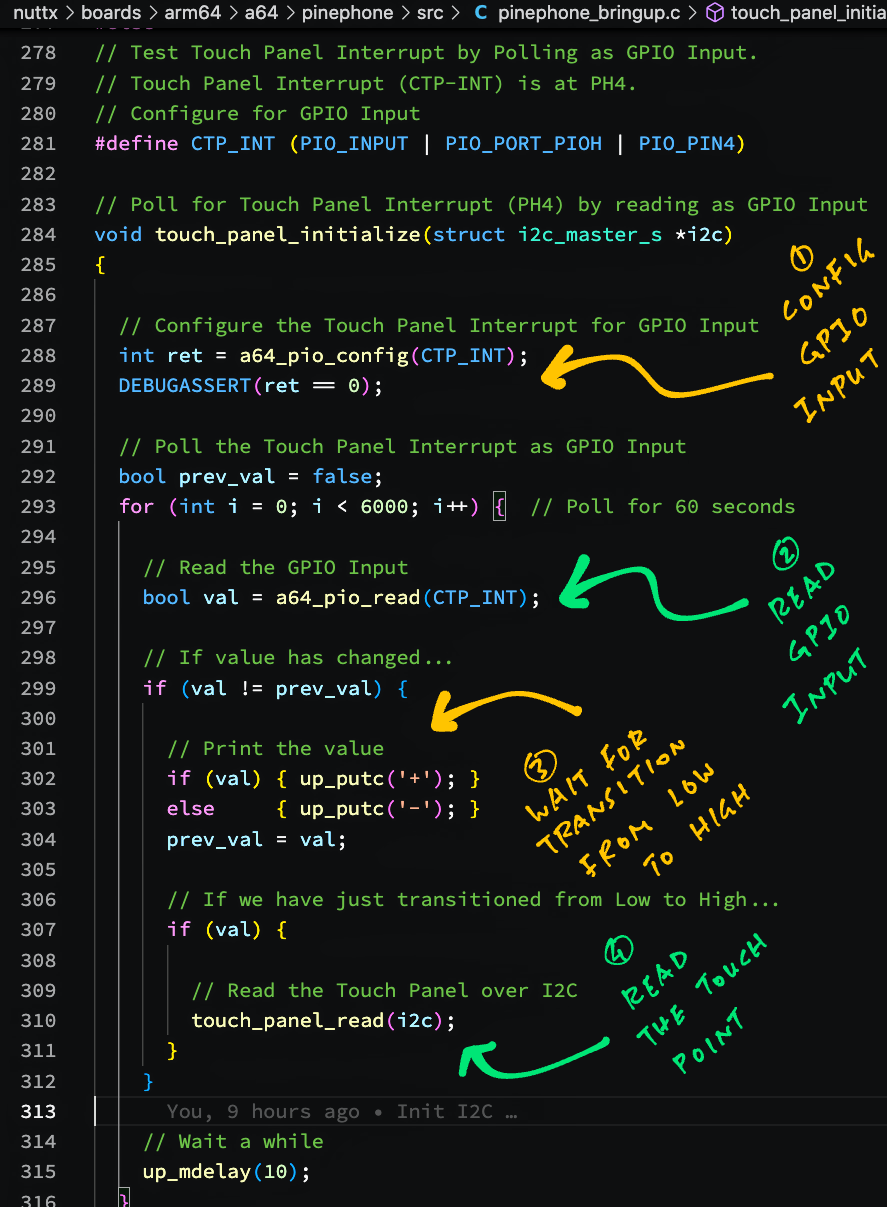 nuttx > boards > arm64 > a64 > pinephone > src > C pinephone_bringup.c > touch_panel_initia
278 // Test Touch Panel Interrupt by Polling as GPIO Input.
279 // Touch Panel Interrupt (CTP-INT) is at PH4.
280 // Configure for GPIO Input
281 #define CTP_INT (PIO_INPUT | PIO_PORT_PIOH | PIO_PIN4)
282
283 // Poll for Touch Panel Interrupt (PH4) by reading as GPIO Input
284 void touch_panel_initialize(struct i2c_master_s *i2c)
285 {
286
287 // Configure the Touch Panel Interrupt for GPIO Input
288 int ret = a64_pio_config(CTP_INT);
289 DEBUGASSERT(ret == 0);
① CONFIG
GPIO
INPUT
290
291 // Poll the Touch Panel Interrupt as GPIO Input
292 bool prev_val = false;
293 for (int i = 0; i < 6000; i++) { // Poll for 60 seconds
294
295 // Read the GPIO Input
296 bool val = a64_pio_read(CTP_INT);
② READ
GPIO
INPUT
297
298 // If value has changed...
299 if (val != prev_val) {
300
301 // Print the value
302 if (val) { up_putc('+'); }
303 else { up_putc('-'); }
304 prev_val = val;
③ WAIT FOR
TRANSITION
FROM LOW
TO HIGH
305
306 // If we have just transitioned from Low to High...
307 if (val) {
308
309 // Read the Touch Panel over I2C
310 touch_panel_read(i2c);
④ READ
THE TOUCH
POINT
311 }
312 }
313 You, 9 hours ago • Init I2C …
314 // Wait a while
315 up_mdelay(10);
316 }